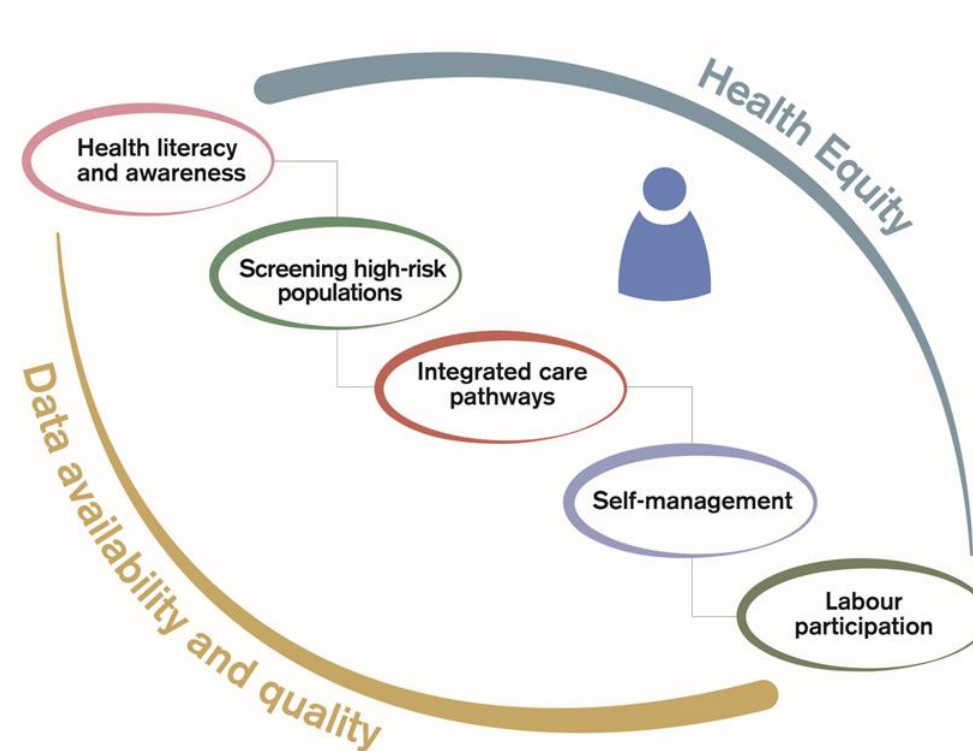 Health Equity
Health literacy
and awareness
Screening high-risk
populations
Integrated care
pathways
Self-management
Labour
participation
Data availability and quality